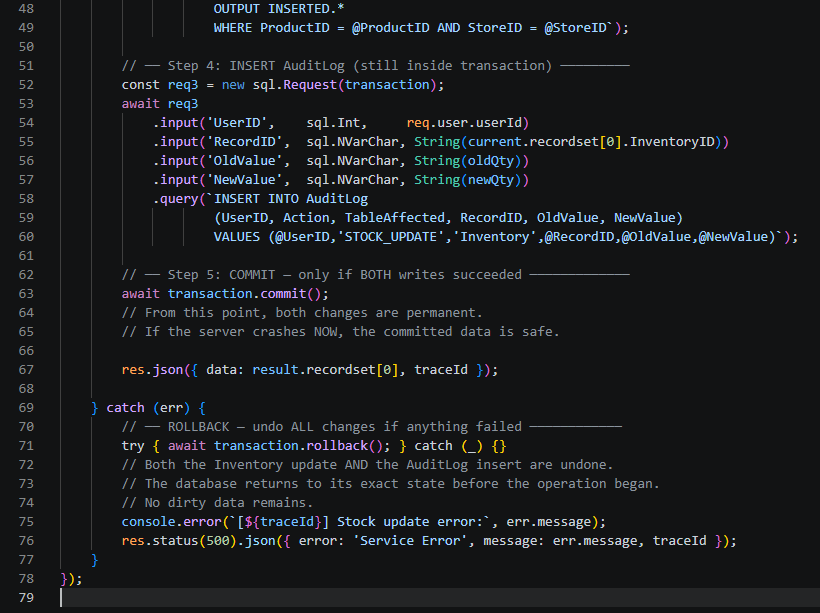 48 OUTPUT INSERTED.*
49 WHERE ProductID = @ProductID AND StoreID = @StoreID`);
50
51 // ── Step 4: INSERT AuditLog (still inside transaction) ─────────
52 const req3 = new sql.Request(transaction);
53 await req3
54 .input('UserID',    sql.Int,     req.user.userId)
55 .input('RecordID',  sql.NVarChar, String(current.recordset[0].InventoryID))
56 .input('OldValue',  sql.NVarChar, String(oldQty))
57 .input('NewValue',  sql.NVarChar, String(newQty))
58 .query(`INSERT INTO AuditLog
59 (UserID, Action, TableAffected, RecordID, OldValue, NewValue)
60 VALUES (@UserID,'STOCK_UPDATE','Inventory',@RecordID,@OldValue,@NewValue)`);
61
62 // ── Step 5: COMMIT — only if BOTH writes succeeded ─────────────
63 await transaction.commit();
64 // From this point, both changes are permanent.
65 // If the server crashes NOW, the committed data is safe.
66
67 res.json({ data: result.recordset[0], traceId });
68
69 } catch (err) {
70 // ── ROLLBACK — undo ALL changes if anything failed ────────────
71 try { await transaction.rollback(); } catch (_) {}
72 // Both the Inventory update AND the AuditLog insert are undone.
73 // The database returns to its exact state before the operation began.
74 // No dirty data remains.
75 console.error(`[${traceId}] Stock update error:`, err.message);
76 res.status(500).json({ error: 'Service Error', message: err.message, traceId });
77 }
78 });
79